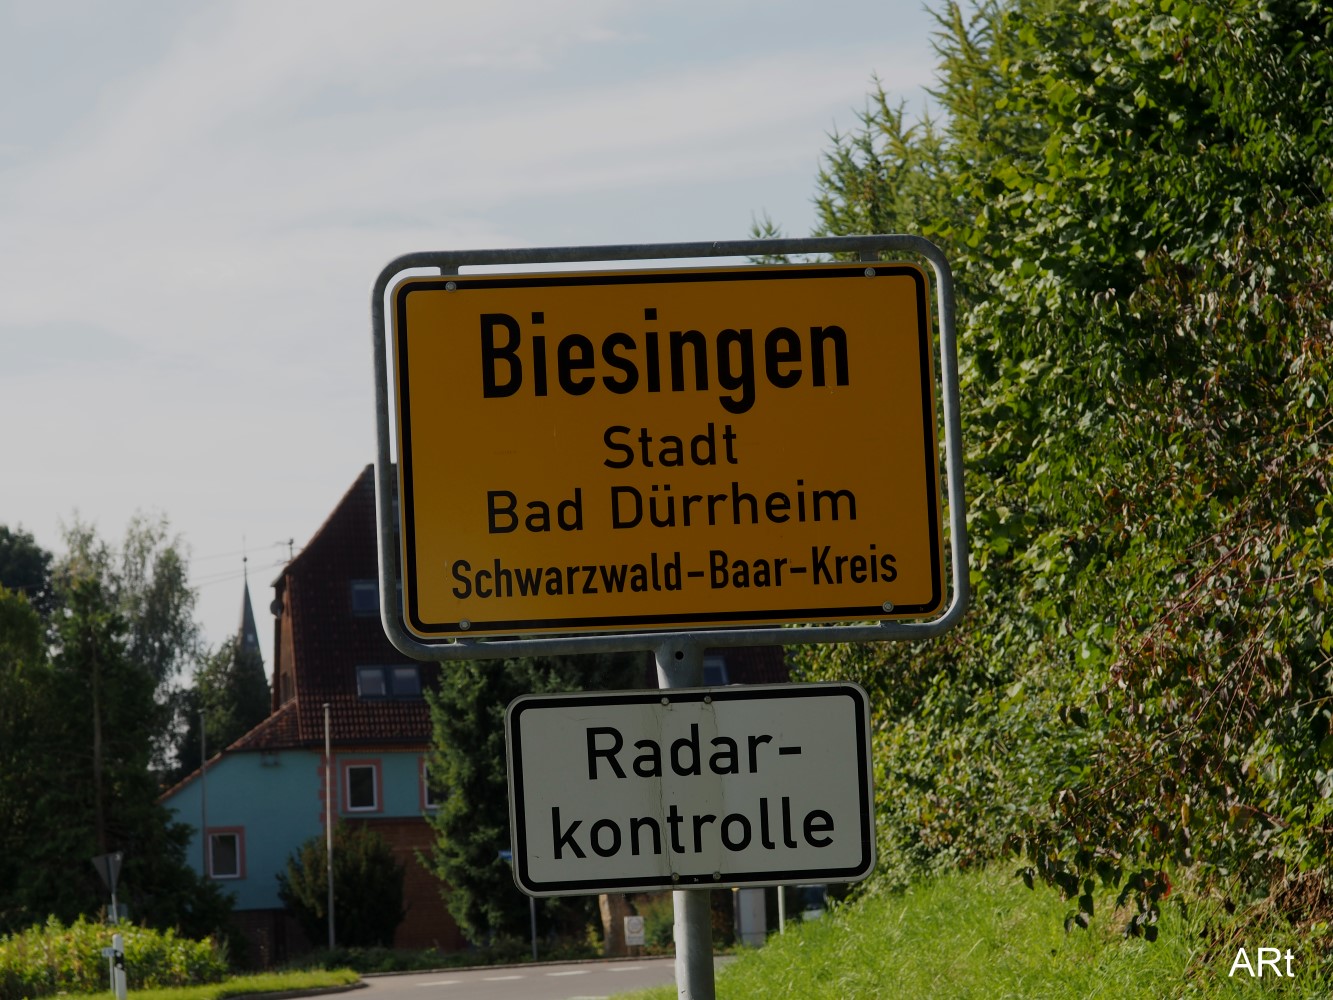 Biesingen
Stadt
Bad Dürrheim
Schwarzwald-Baar-Kreis
Radar-
kontrolle
ARt